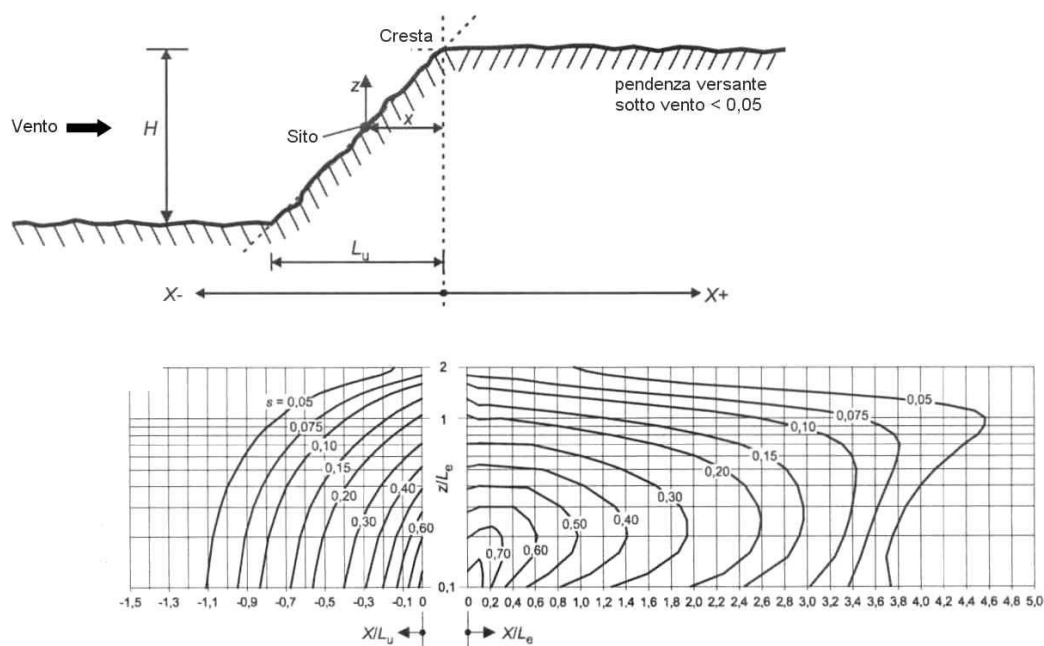 Cresta
pendenza versante
sotto vento < 0,05
z
Vento
H
x
Sito
L_u
X-
X+
2
s = 0,05
0,05
0,075
0,075
1
0,10
0,10
0,15
0,15
0,20
0,20
z/L_e
0,40
0,30
0,30
0,50
0,40
0,60
0,60
0,70
0,1
-1,5 -1,3 -1,1 -0,9 -0,7 -0,5 -0,3 -0,1 0
0 0,2 0,4 0,6 0,8 1,0 1,2 1,4 1,6 1,8 2,0 2,2 2,4 2,6 2,8 3,0 3,2 3,4 3,6 3,8 4,0 4,2 4,4 4,6 4,8 5,0
X/L_u
X/L_e